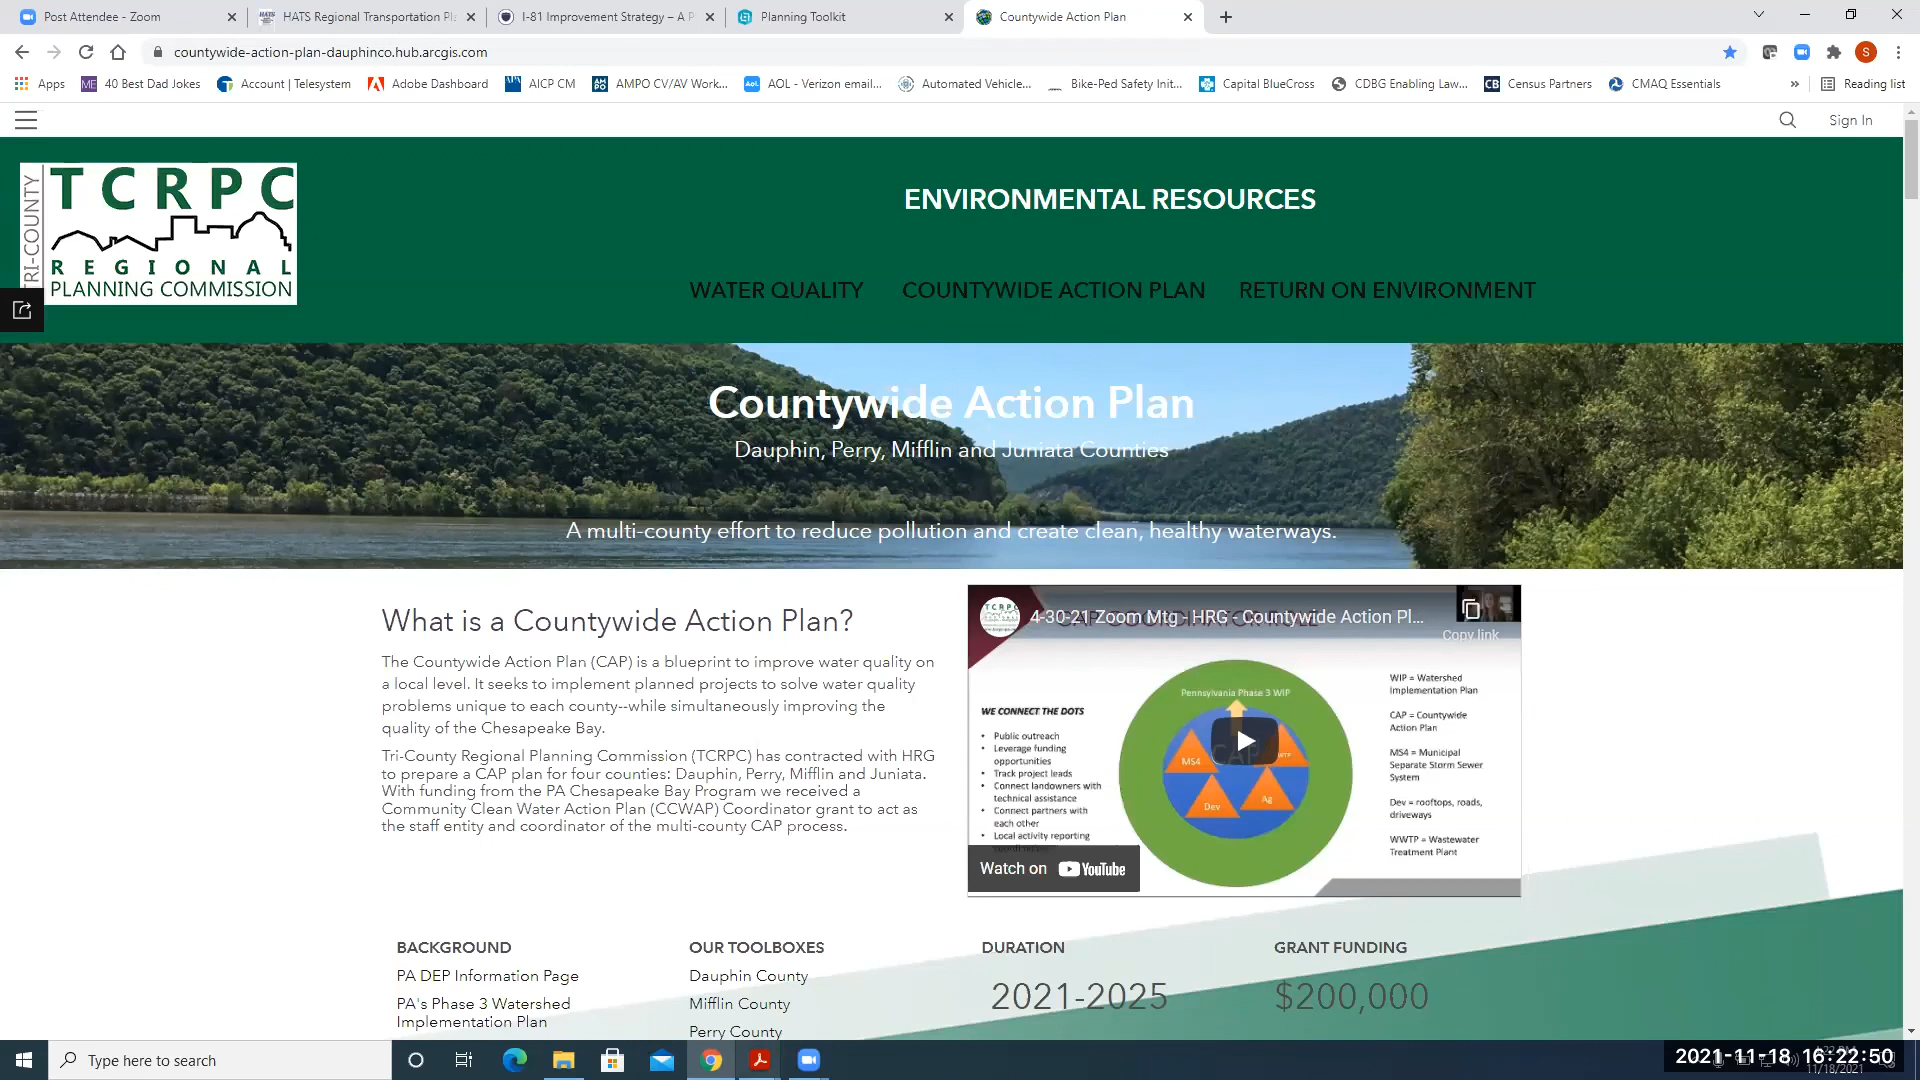 Post Attendee - Zoom
HATS Regional Transportation Pl
I-81 Improvement Strategy – A P
Planning Toolkit
Countywide Action Plan
countywide-action-plan-dauphinco.hub.arcgis.com
S
Apps
ME 40 Best Dad Jokes
Account | Telesystem
Adobe Dashboard
AICP CM
AMPO CV/AV Work...
AOL - Verizon email...
Automated Vehicle...
Bike-Ped Safety Init...
Capital BlueCross
CDBG Enabling Law...
CB Census Partners
CMAQ Essentials
»
Reading list
Sign In
TRI-COUNTY
TCRPC
REGIONAL
PLANNING COMMISSION
ENVIRONMENTAL RESOURCES
WATER QUALITY
COUNTYWIDE ACTION PLAN
RETURN ON ENVIRONMENT
Countywide Action Plan
Dauphin, Perry, Mifflin and Juniata Counties
A multi-county effort to reduce pollution and create clean, healthy waterways.
What is a Countywide Action Plan?
The Countywide Action Plan (CAP) is a blueprint to improve water quality on
a local level. It seeks to implement planned projects to solve water quality
problems unique to each county--while simultaneously improving the
quality of the Chesapeake Bay.
Tri-County Regional Planning Commission (TCRPC) has contracted with HRG
to prepare a CAP plan for four counties: Dauphin, Perry, Mifflin and Juniata.
With funding from the PA Chesapeake Bay Program we received a
Community Clean Water Action Plan (CCWAP) Coordinator grant to act as
the staff entity and coordinator of the multi-county CAP process.
4-30-21 Zoom Mtg - HRG - Countywide Action Pl...
CAP COORDINATOR ROLE
Copy link
WE CONNECT THE DOTS
• Public outreach
• Leverage funding
opportunities
• Track project leads
• Connect landowners with
technical assistance
• Connect partners with
each other
• Local activity reporting
Pennsylvania Phase 3 WIP
CAP
MS4
Dev
Ag
WIP = Watershed
Implementation Plan
CAP = Countywide
Action Plan
MS4 = Municipal
Separate Storm Sewer
System
Dev = rooftops, roads,
driveways
WWTP = Wastewater
Treatment Plant
Watch on YouTube
BACKGROUND
PA DEP Information Page
PA's Phase 3 Watershed
Implementation Plan
OUR TOOLBOXES
Dauphin County
Mifflin County
Perry County
DURATION
2021-2025
GRANT FUNDING
$200,000
Type here to search
2021-11-18 16:22:50
11/18/2021